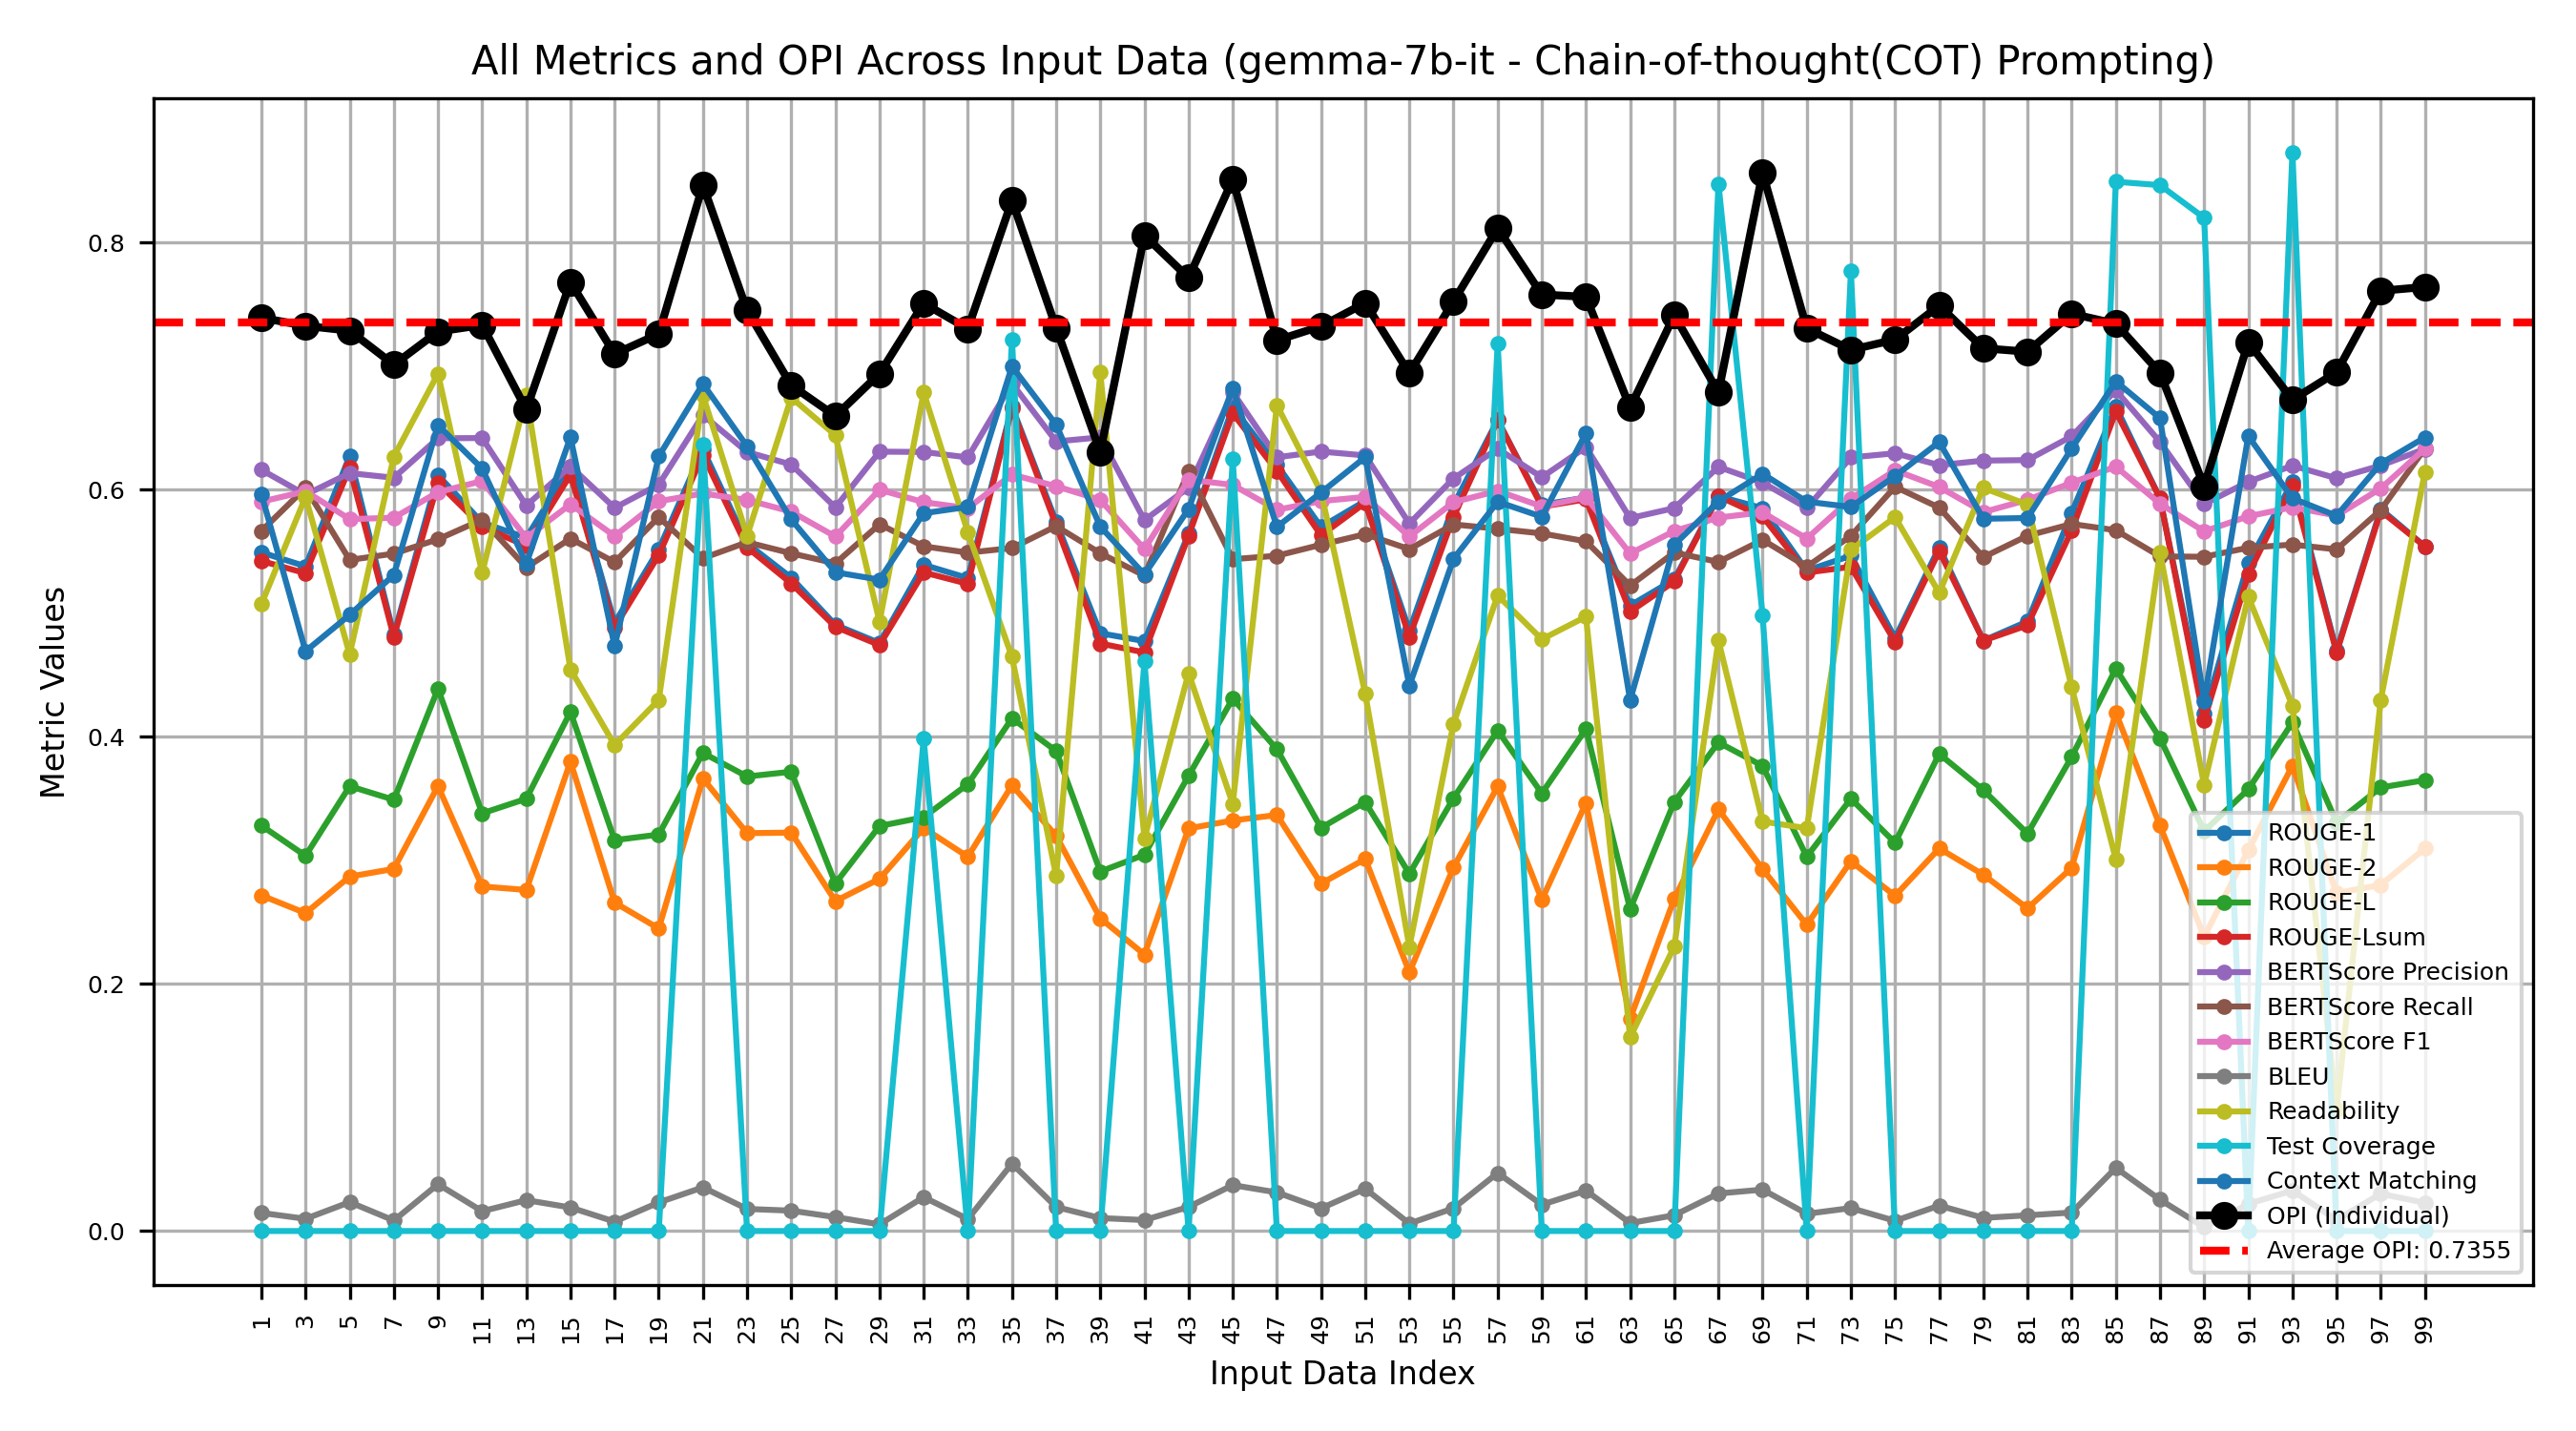 All Metrics and OPI Across Input Data (gemma-7b-it - Chain-of-thought(COT) Prompting)
Metric Values
0.8
0.6
0.4
0.2
0.0
ROUGE-1
ROUGE-2
ROUGE-L
ROUGE-Lsum
BERTScore Precision
BERTScore Recall
BERTScore F1
BLEU
Readability
Test Coverage
Context Matching
OPI (Individual)
Average OPI: 0.7355
1 3 5 7 9 11 13 15 17 19 21 23 25 27 29 31 33 35 37 39 41 43 45 47 49 51 53 55 57 59 61 63 65 67 69 71 73 75 77 79 81 83 85 87 89 91 93 95 97 99
Input Data Index